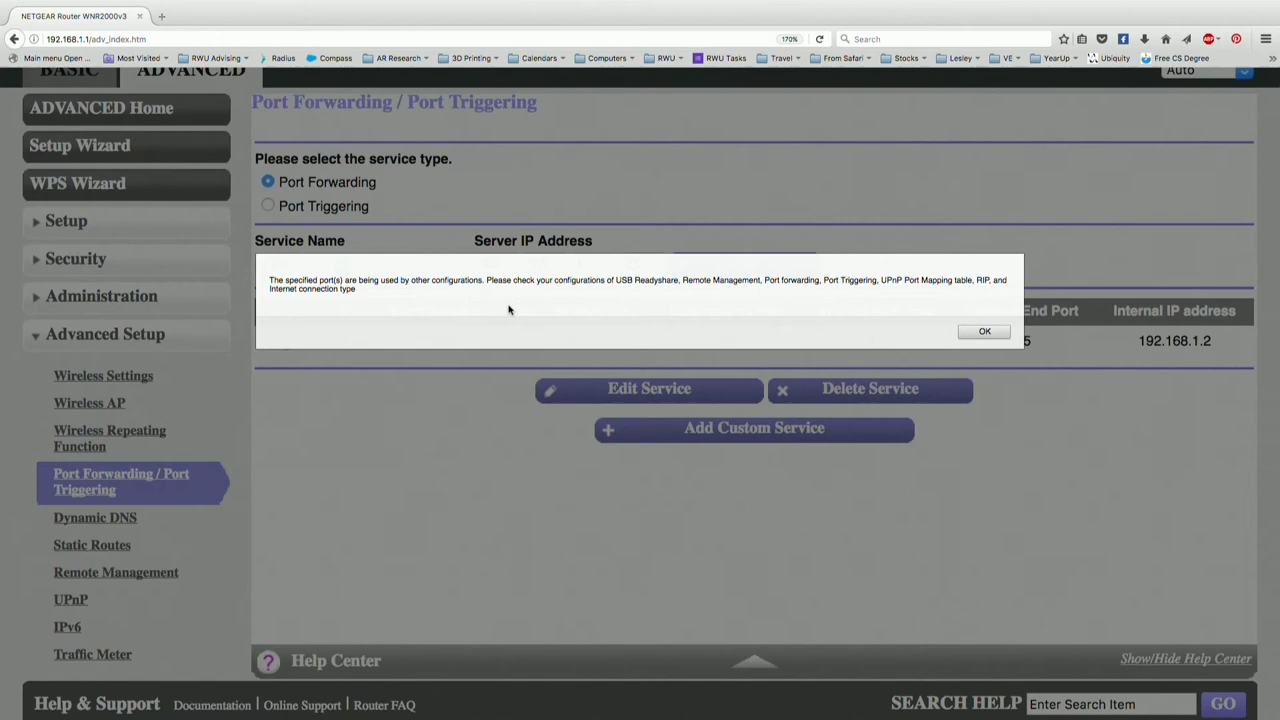 NETGEAR Router WNR2000v3
192.168.1.1/adv_index.htm
170%
Search
Main menu Open...
Most Visited
RWU Advising
Radius
Compass
AR Research
3D Printing
Calendars
Computers
RWU
RWU Tasks
Travel
From Safari
Stocks
Lesley
VE
YearUp
Ubiquity
Free CS Degree
BASIC
ADVANCED
Auto
ADVANCED Home
Setup Wizard
WPS Wizard
Setup
Security
Administration
Advanced Setup
Wireless Settings
Wireless AP
Wireless Repeating
Function
Port Forwarding / Port
Triggering
Dynamic DNS
Static Routes
Remote Management
UPnP
IPv6
Traffic Meter
Port Forwarding / Port Triggering
Please select the service type.
Port Forwarding
Port Triggering
Service Name
Server IP Address
The specified port(s) are being used by other configurations. Please check your configurations of USB Readyshare, Remote Management, Port forwarding, Port Triggering, UPnP Port Mapping table, RIP, and
Internet connection type
OK
End Port
Internal IP address
5
192.168.1.2
Edit Service
Delete Service
Add Custom Service
Help Center
Show/Hide Help Center
Help & Support
Documentation
Online Support
Router FAQ
SEARCH HELP
Enter Search Item
GO